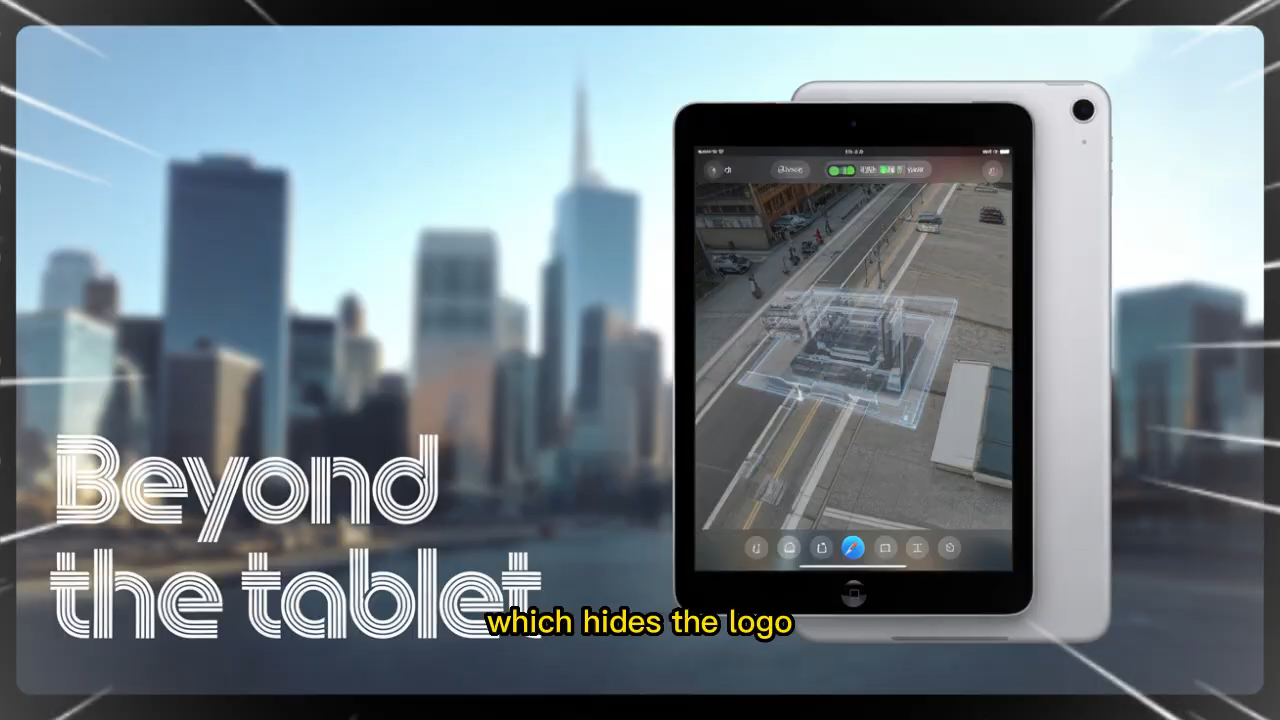 Beyond
the tablet
which hides the logo